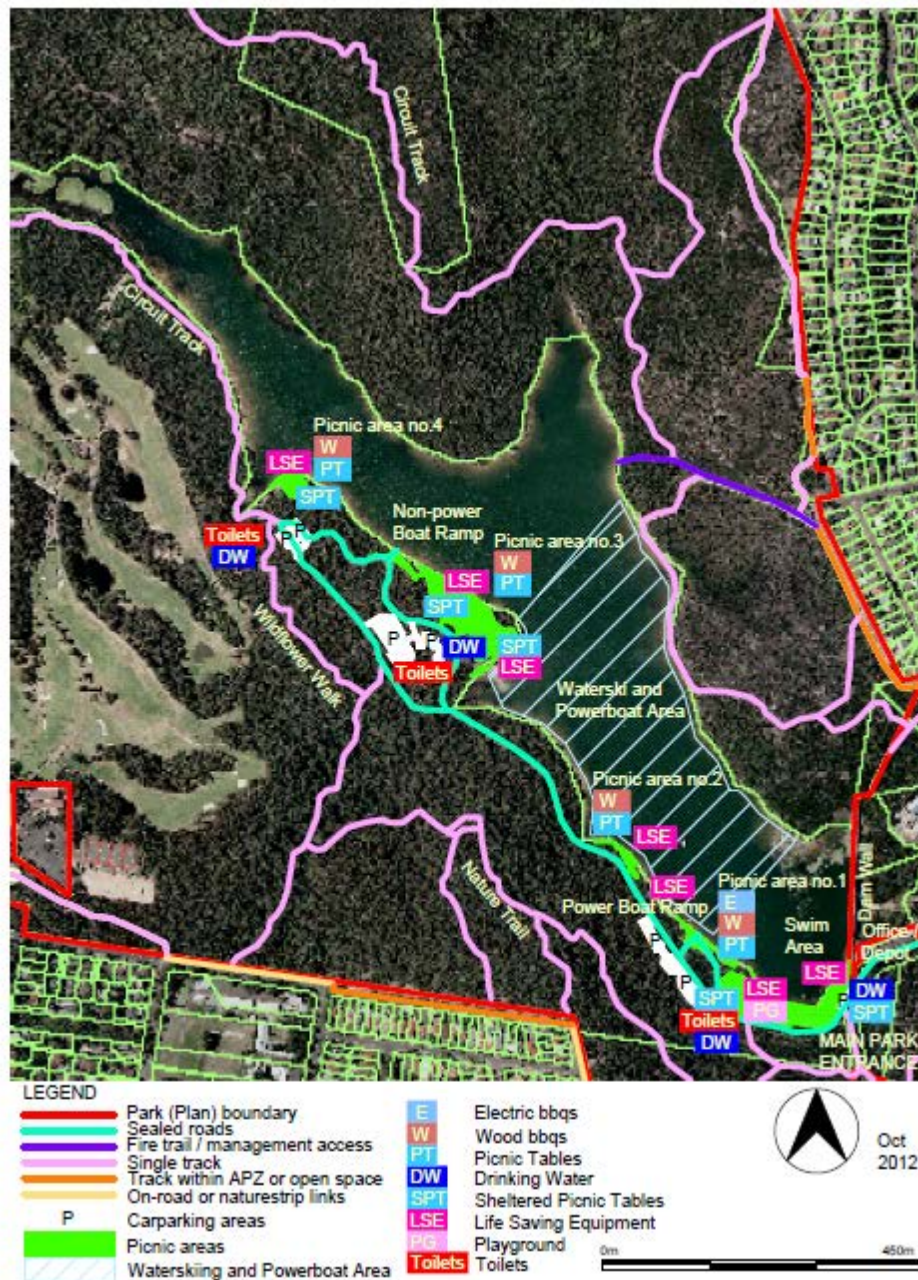 Circuit Track
Circuit Track
Picnic area no.4
W
LSE
PT
SPT
Non-power
Boat Ramp
Picnic area no.3
P
P
Toilets
DW
W
LSE
PT
SPT
Wildflower Walk
P
P
DW
SPT
Toilets
LSE
Waterski and
Powerboat Area
Picnic area no.2
W
PT
LSE
Nature Trail
LSE
Picnic area no.1
E
Power Boat Ramp
W
Swim
Area
Dam Wall
Office /
Depot
P
PT
LSE
P
LSE
P
DW
SPT
PG
SPT
Toilets
DW
MAIN PARK
ENTRANCE
LEGEND
Park (Plan) boundary
Sealed roads
Fire trail / management access
Single track
Track within APZ or open space
On-road or naturestrip links
P Carparking areas
Picnic areas
Waterskiing and Powerboat Area
E Electric bbqs
W Wood bbqs
PT Picnic Tables
DW Drinking Water
SPT Sheltered Picnic Tables
LSE Life Saving Equipment
PG Playground
Toilets Toilets
Oct
2012
0m 450m